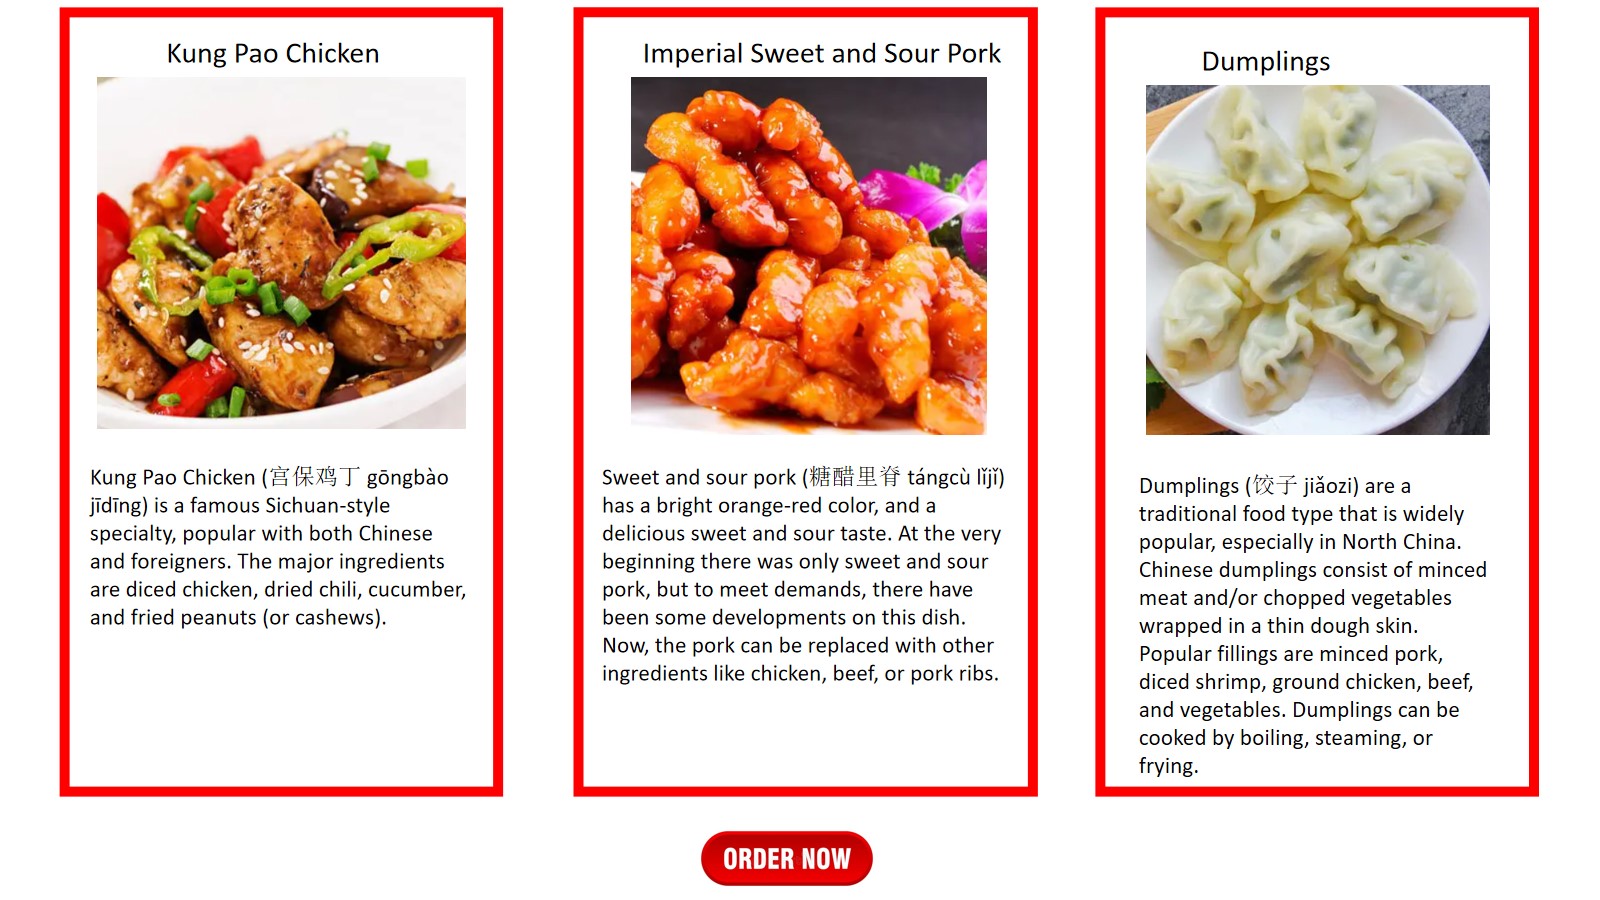 Kung Pao Chicken
Kung Pao Chicken (宫保鸡丁 gōngbào
jīdīng) is a famous Sichuan-style
specialty, popular with both Chinese
and foreigners. The major ingredients
are diced chicken, dried chili, cucumber,
and fried peanuts (or cashews).
Imperial Sweet and Sour Pork
Sweet and sour pork (糖醋里脊 tángcù lǐjǐ)
has a bright orange-red color, and a
delicious sweet and sour taste. At the very
beginning there was only sweet and sour
pork, but to meet demands, there have
been some developments on this dish.
Now, the pork can be replaced with other
ingredients like chicken, beef, or pork ribs.
Dumplings
Dumplings (饺子 jiǎozi) are a
traditional food type that is widely
popular, especially in North China.
Chinese dumplings consist of minced
meat and/or chopped vegetables
wrapped in a thin dough skin.
Popular fillings are minced pork,
diced shrimp, ground chicken, beef,
and vegetables. Dumplings can be
cooked by boiling, steaming, or
frying.
ORDER NOW